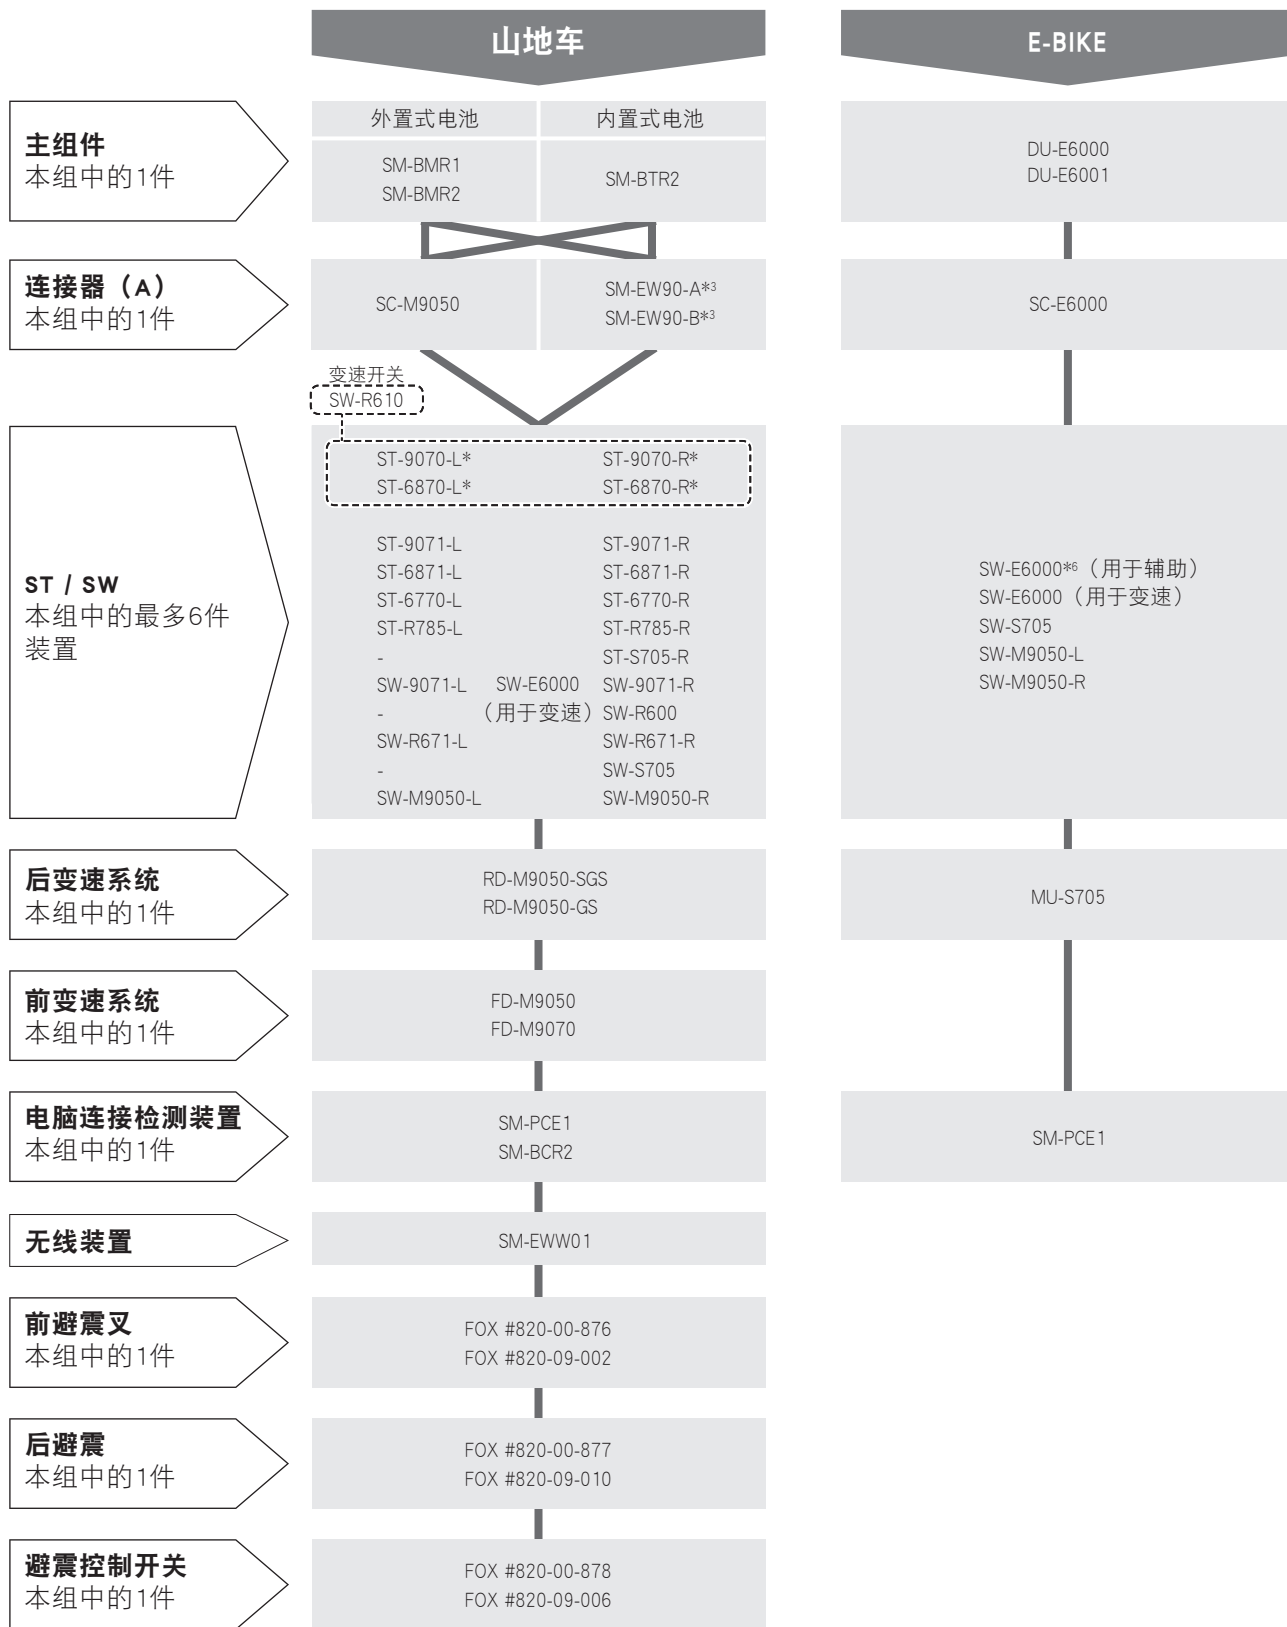 山地车
E-BIKE
主组件
本组中的1件
外置式电池
内置式电池
SM-BMR1
SM-BMR2
SM-BTR2
DU-E6000
DU-E6001
连接器（A）
本组中的1件
SC-M9050
SM-EW90-A*3
SM-EW90-B*3
SC-E6000
变速开关
SW-R610
ST / SW
本组中的最多6件
装置
ST-9070-L* ST-9070-R*
ST-6870-L* ST-6870-R*
ST-9071-L ST-9071-R
ST-6871-L ST-6871-R
ST-6770-L ST-6770-R
ST-R785-L ST-R785-R
- ST-S705-R
SW-9071-L SW-E6000 SW-9071-R
- （用于变速） SW-R600
SW-R671-L SW-R671-R
- SW-S705
SW-M9050-L SW-M9050-R
SW-E6000*6（用于辅助）
SW-E6000（用于变速）
SW-S705
SW-M9050-L
SW-M9050-R
后变速系统
本组中的1件
RD-M9050-SGS
RD-M9050-GS
MU-S705
前变速系统
本组中的1件
FD-M9050
FD-M9070
电脑连接检测装置
本组中的1件
SM-PCE1
SM-BCR2
SM-PCE1
无线装置
SM-EWW01
前避震叉
本组中的1件
FOX #820-00-876
FOX #820-09-002
后避震
本组中的1件
FOX #820-00-877
FOX #820-09-010
避震控制开关
本组中的1件
FOX #820-00-878
FOX #820-09-006